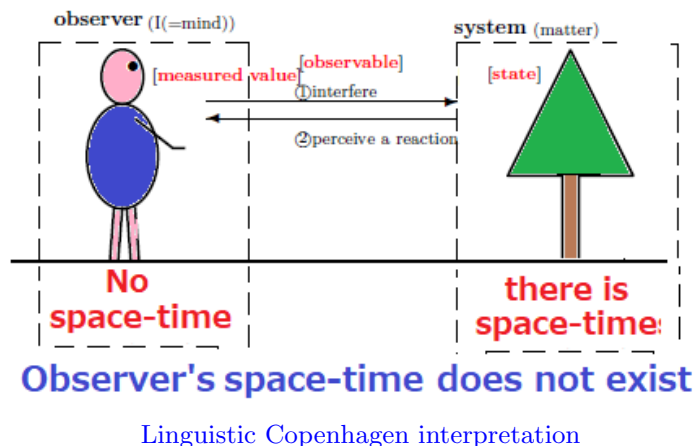 observer (I(=mind))
system (matter)
[observable]
[measured value]
[state]
①interfere
②perceive a reaction
No
space-time
there is
space-times
Observer's space-time does not exist
Linguistic Copenhagen interpretation